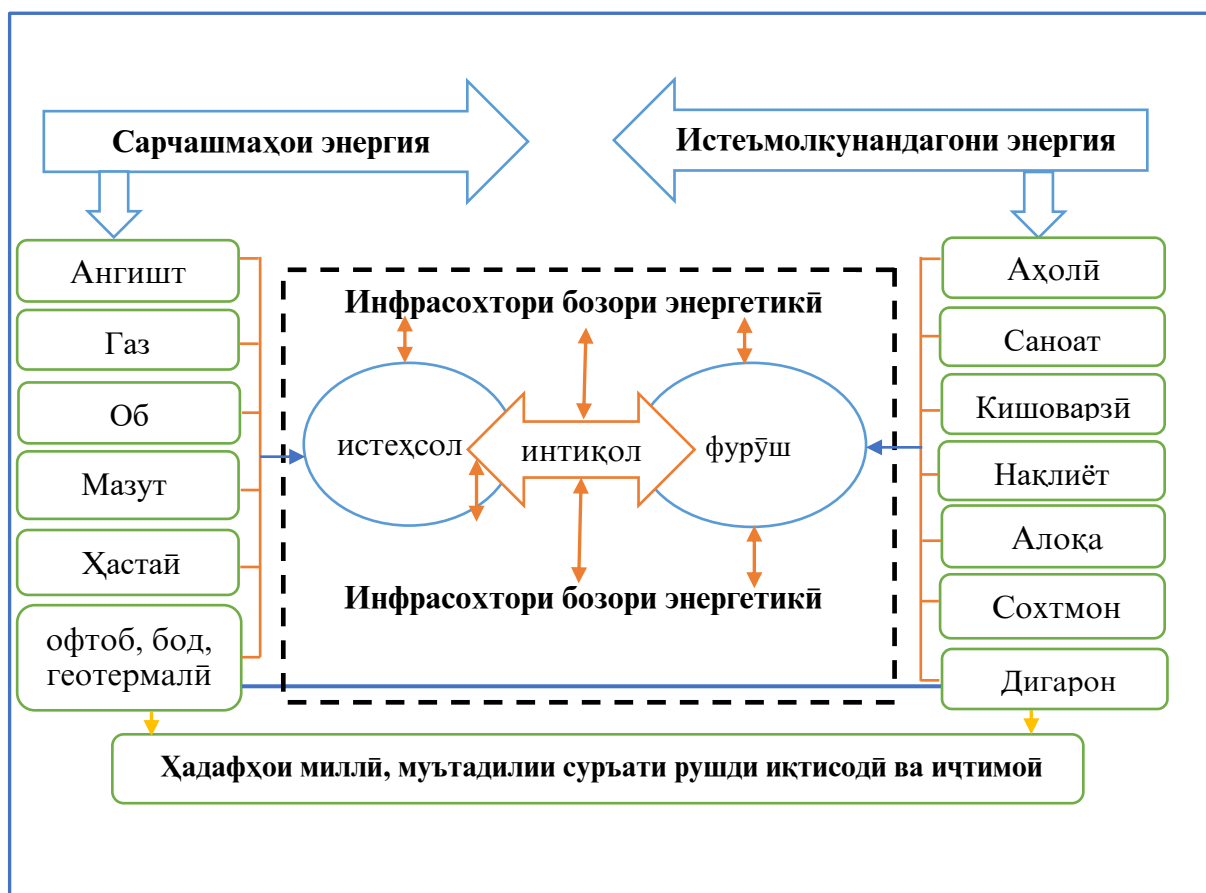 Сарчашмаҳои энергия
Истеъмолкунандагони энергия
Ангишт
Газ
Об
Мазут
Ҳастаӣ
офтоб, бод,
геотермалӣ
Инфрасохтори бозори энергетикӣ
истеҳсол
интиқол
фурӯш
Инфрасохтори бозори энергетикӣ
Аҳолӣ
Саноат
Кишоварзӣ
Нақлиёт
Алоқа
Сохтмон
Дигарон
Ҳадафҳои миллӣ, муътадилии суръати рушди иқтисодӣ ва иҷтимоӣ